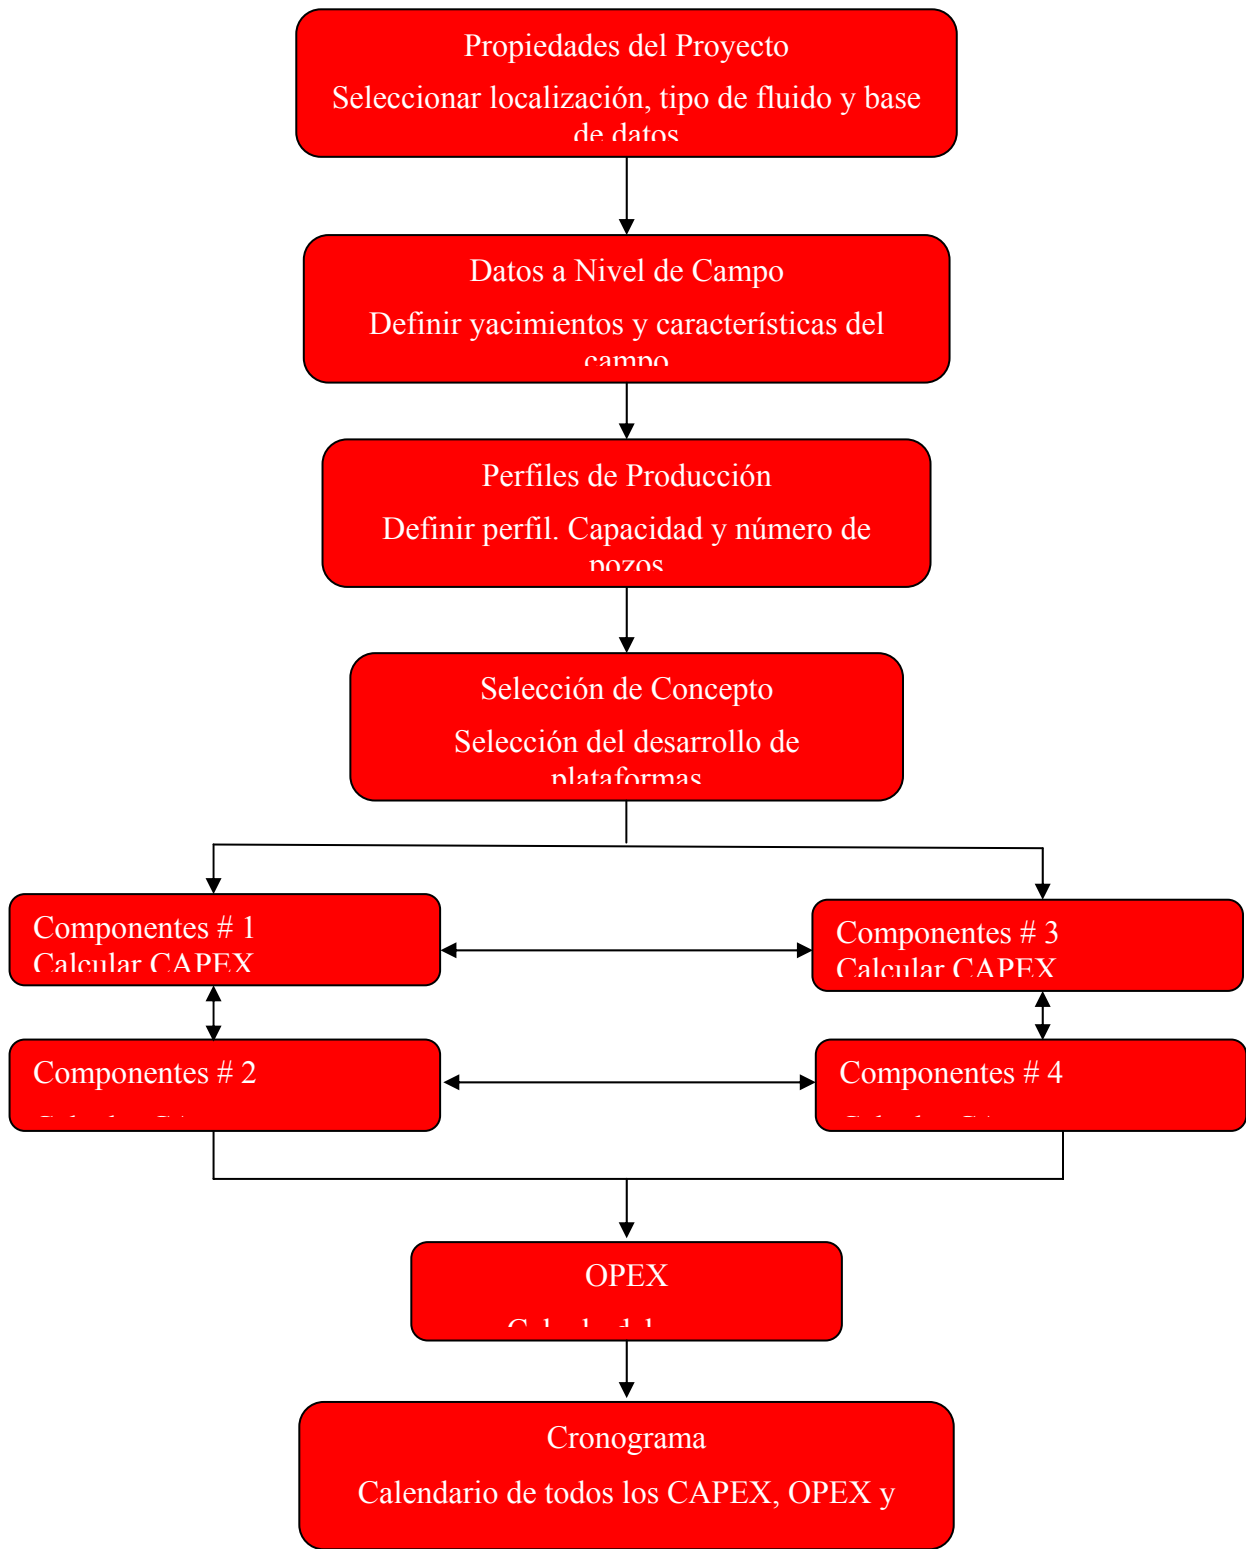 Propiedades del Proyecto
Seleccionar localización, tipo de fluido y base
de datos
Datos a Nivel de Campo
Definir yacimientos y características del
campo
Perfiles de Producción
Definir perfil. Capacidad y número de
pozos
Selección de Concepto
Selección del desarrollo de
plataformas
Componentes # 1
Calcular CAPEX
Componentes # 3
Calcular CAPEX
Componentes # 2
Componentes # 4
OPEX
Cronograma
Calendario de todos los CAPEX, OPEX y